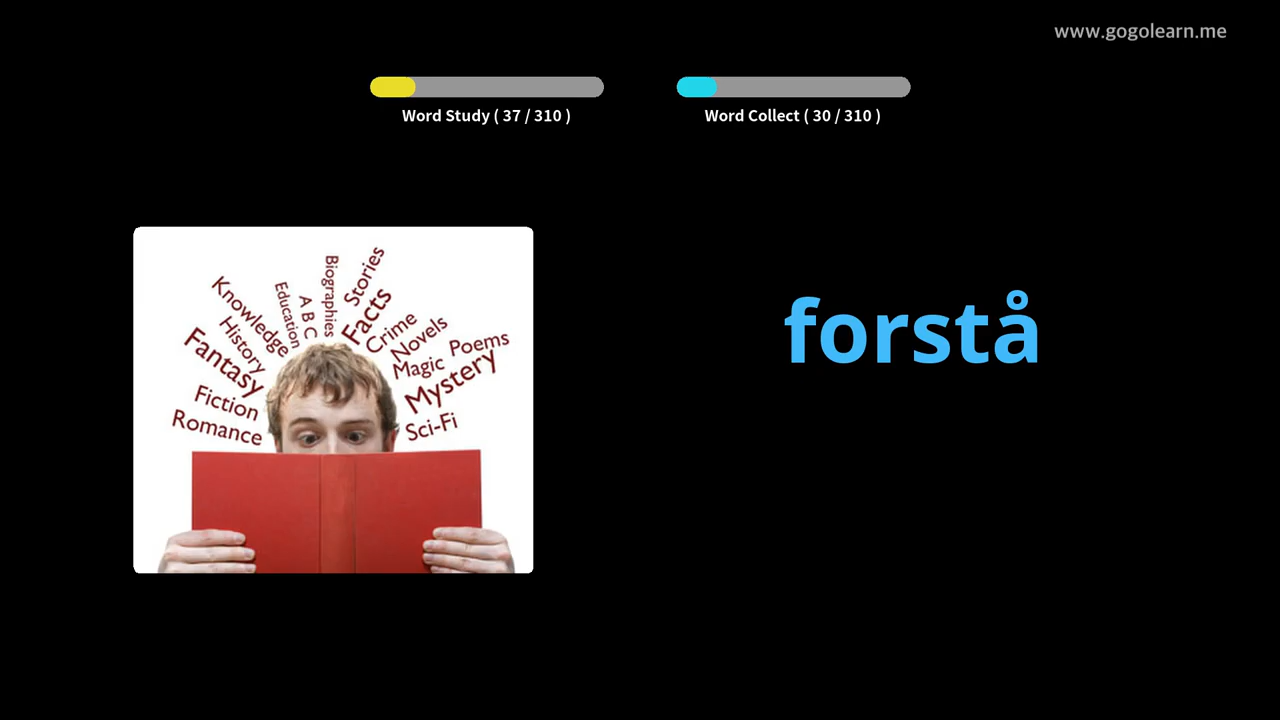 www.gogolearn.me
Word Study ( 37 / 310 )
Word Collect ( 30 / 310 )
Romance
Fiction
Fantasy
History
Knowledge
Education
A B C
Biographies
Stories
Facts
Crime
Novels
Magic
Poems
Mystery
Sci-Fi
forstå